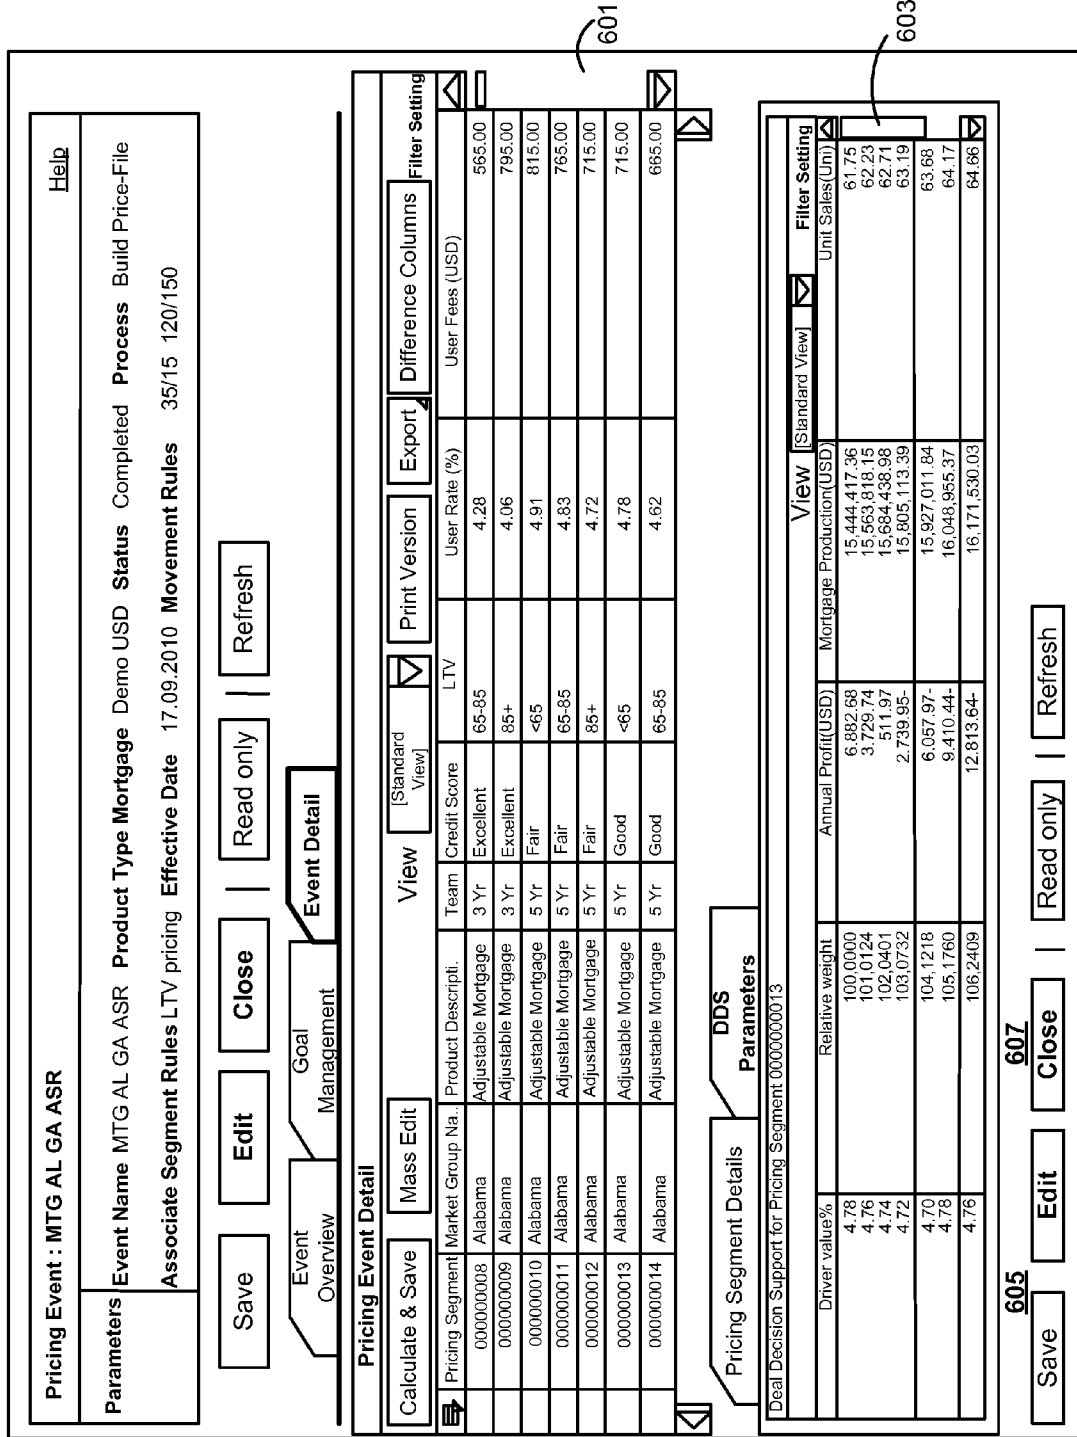 Pricing Event : MTG AL GA ASR Help
Parameters Event Name MTG AL GA ASR Product Type Mortgage Demo USD Status Completed Process Build Price-File
Associate Segment Rules LTV pricing Effective Date 17.09.2010 Movement Rules 35/15 120/150
Save Edit Close | Read only | Refresh
Event Overview Goal Management Event Detail
Pricing Event Detail
Calculate & Save Mass Edit View [Standard View] Print Version Export Difference Columns Filter Setting
Pricing Segment Market Group Na.. Product Descripti. Team Credit Score LTV User Rate (%) User Fees (USD)
000000008 Alabama Adjustable Mortgage 3 Yr Excellent 65-85 4.28 565.00
000000009 Alabama Adjustable Mortgage 3 Yr Excellent 85+ 4.06 795.00
000000010 Alabama Adjustable Mortgage 5 Yr Fair <65 4.91 815.00
000000011 Alabama Adjustable Mortgage 5 Yr Fair 65-85 4.83 765.00
000000012 Alabama Adjustable Mortgage 5 Yr Fair 85+ 4.72 715.00
000000013 Alabama Adjustable Mortgage 5 Yr Good <65 4.78 715.00
000000014 Alabama Adjustable Mortgage 5 Yr Good 65-85 4.62 665.00
601
Pricing Segment Details DDS Parameters
Deal Decision Support for Pricing Segment 00000000013
View [Standard View] Filter Setting
Driver value% Relative weight Annual Profit(USD) Mortgage Production(USD) Unit Sales(Uni)
4.78 100,0000 6.882.68 15,444,417.36 61.75
4.76 101,0124 3.729.74 15,563,818.15 62.23
4.74 102,0401 511.97 15,684,438.98 62.71
4.72 103,0732 2.739.95- 15,805,113.39 63.19
4.70 104,1218 6.057.97- 15,927,011.84 63.68
4.78 105,1760 9.410.44- 16,048,955.37 64.17
4.76 106,2409 12.813.64- 16,171,530.03 64.66
603
605 607
Save Edit Close | Read only | Refresh